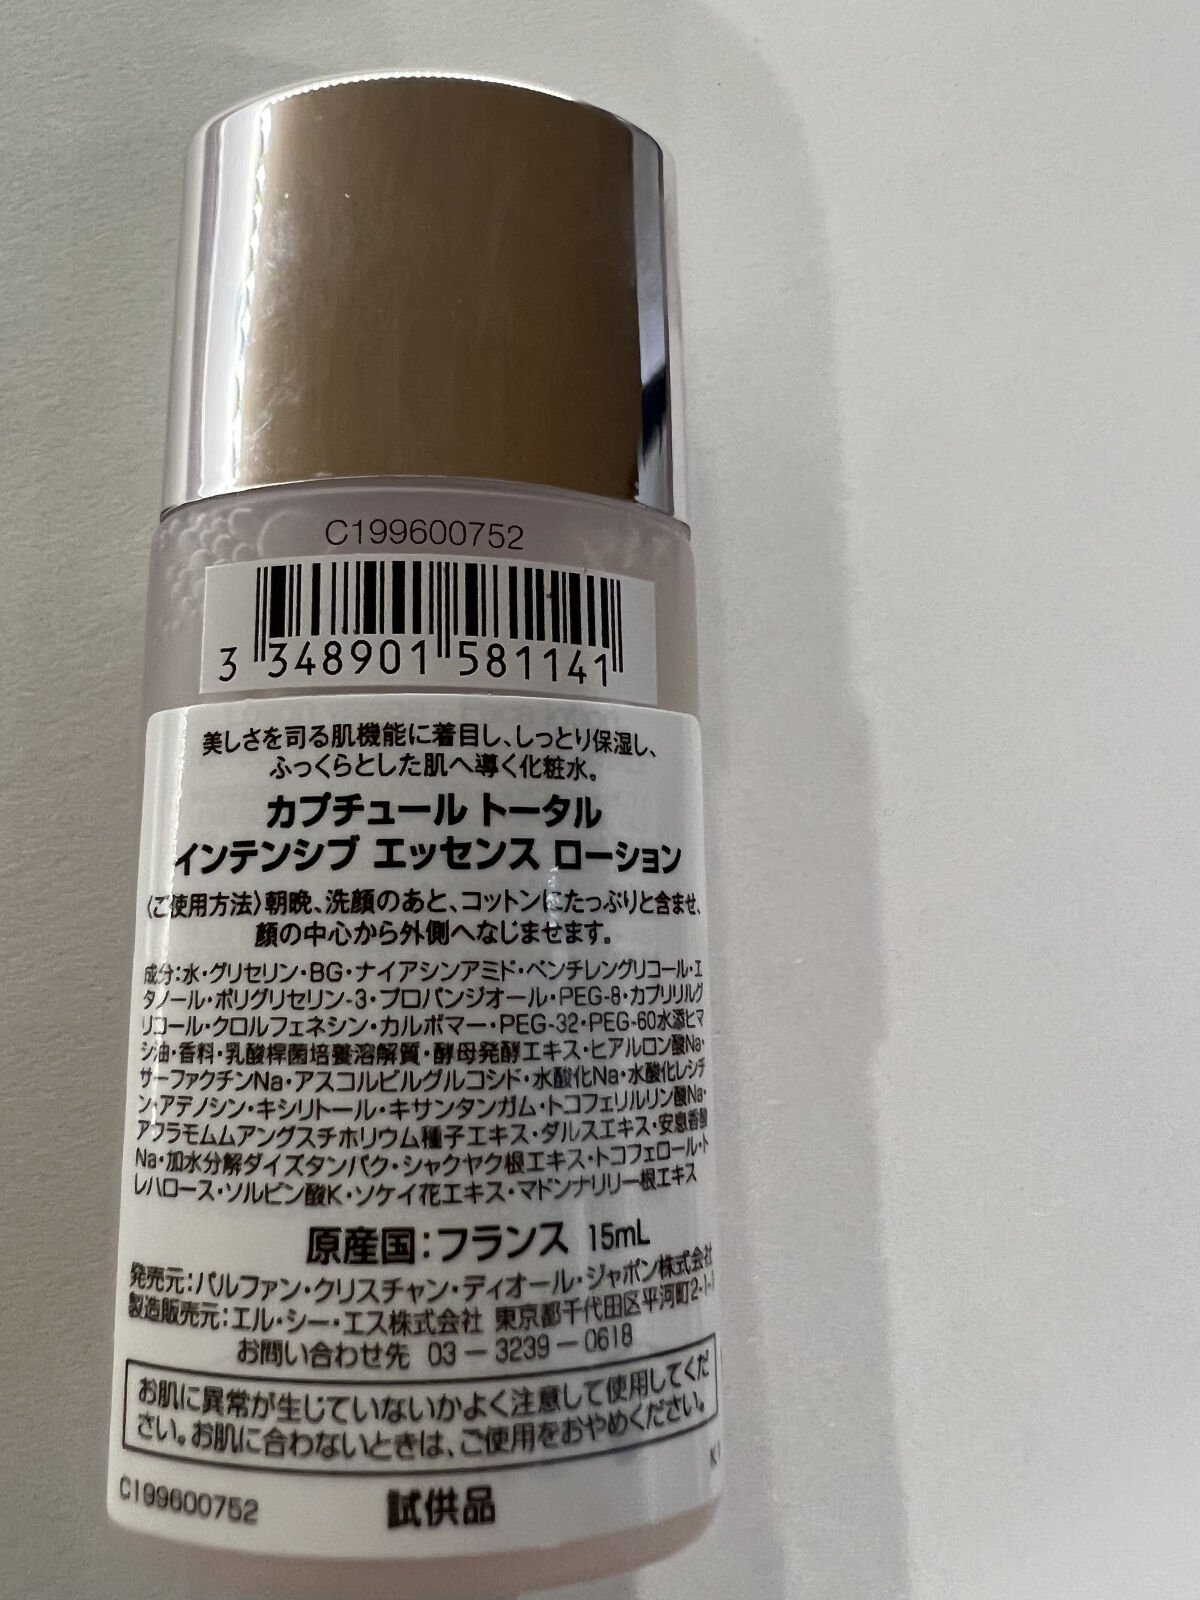 C199600752
3 348901 581141
美しさを司る肌機能に着目し、しっとり保湿し、
ふっくらとした肌へ導く化粧水。
カプチュール トータル
インテンシブ エッセンス ローション
〈ご使用方法〉朝晩、洗顔のあと、コットンにたっぷりと含ませ、
顔の中心から外側へなじませます。
成分：水・グリセリン・BG・ナイアシンアミド・ペンチレングリコール・エ
タノール・ポリグリセリン-3・プロパンジオール・PEG-8・カプリリルグ
リコール・クロルフェネシン・カルボマー・PEG-32・PEG-60水添ヒマ
シ油・香料・乳酸桿菌培養溶解質・酵母発酵エキス・ヒアルロン酸Na・
サーファクチンNa・アスコルビルグルコシド・水酸化Na・水酸化レシチ
ン・アデノシン・キシリトール・キサンタンガム・トコフェリルリン酸Na・
アフラモムムアングスチホリウム種子エキス・ダルスエキス・安息香酸
Na・加水分解ダイズタンパク・シャクヤク根エキス・トコフェロール・ト
レハロース・ソルビン酸K・ソケイ花エキス・マドンナリリー根エキス
原産国：フランス 15mL
発売元：パルファン・クリスチャン・ディオール・ジャポン株式会社
製造販売元：エル・シー・エス株式会社 東京都千代田区平河町2-1-1
お問い合わせ先 03－3239－0618
お肌に異常が生じていないかよく注意して使用してくだ
さい。お肌に合わないときは、ご使用をおやめください。
C199600752 試供品